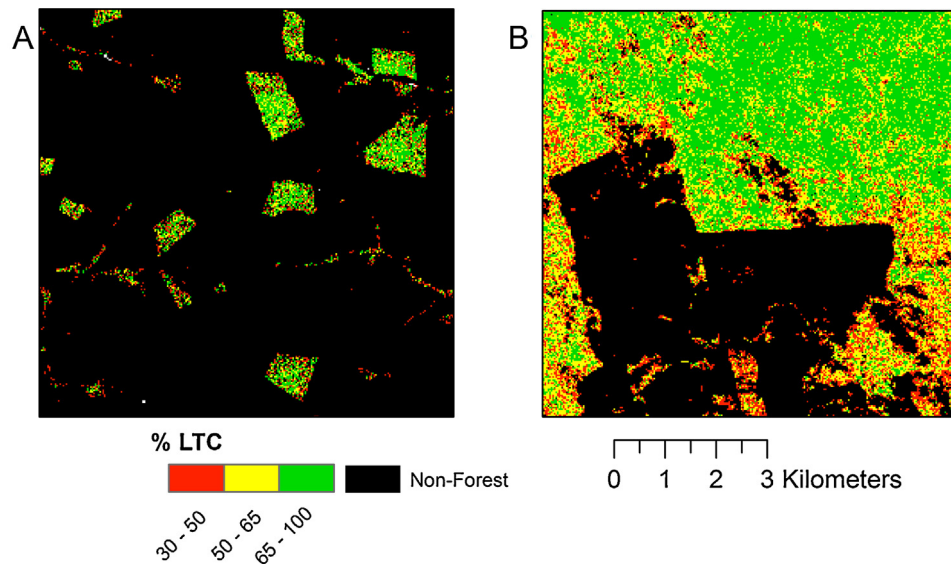 A
B
% LTC
Non-Forest
30 - 50
50 - 65
65 - 100
0 1 2 3 Kilometers